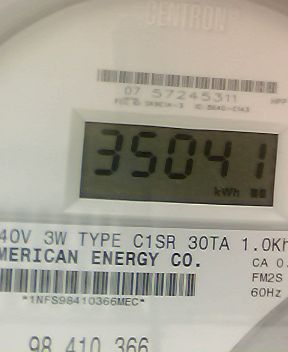 CENTRON
07 57245311
35041
kWh
40V 3W TYPE C1SR 30TA 1.0Kh
MERICAN ENERGY CO.
CA 0.
FM2S
*1NFS98410366MEC*
60Hz
98 410 366